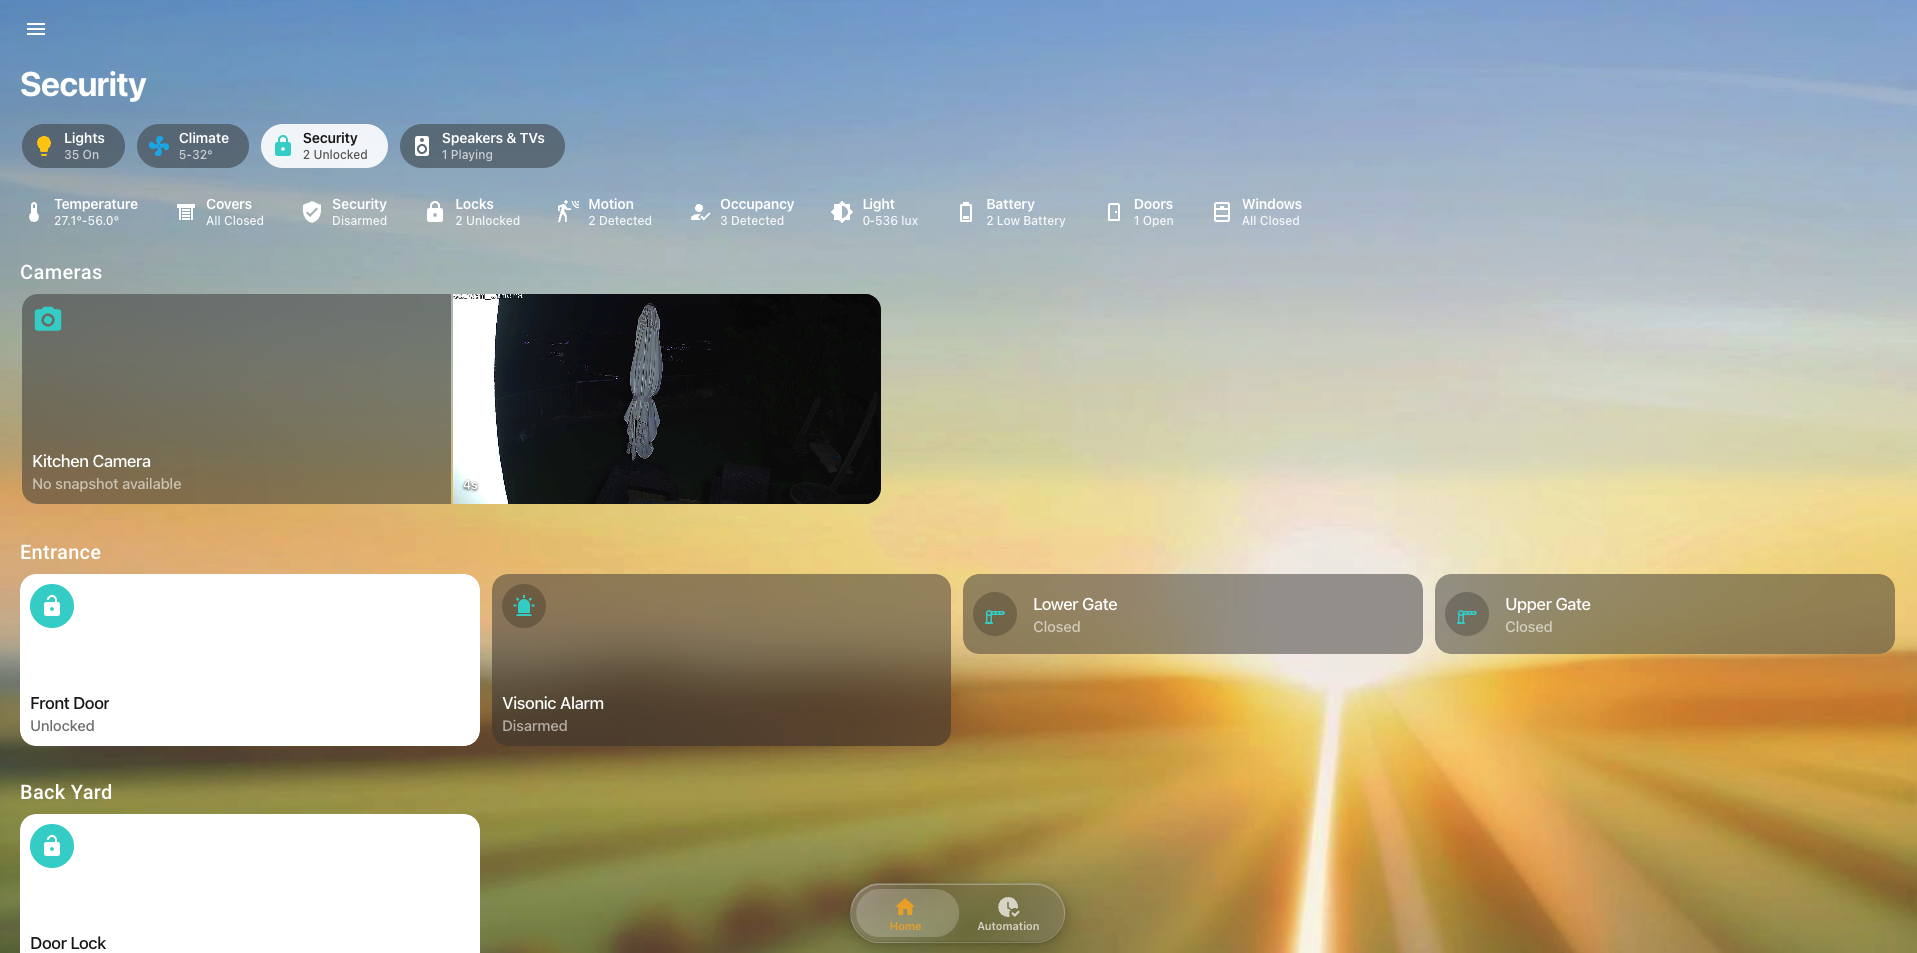 Security
Lights
35 On
Climate
5-32°
Security
2 Unlocked
Speakers & TVs
1 Playing
Temperature
27.1°-56.0°
Covers
All Closed
Security
Disarmed
Locks
2 Unlocked
Motion
2 Detected
Occupancy
3 Detected
Light
0-536 lux
Battery
2 Low Battery
Doors
1 Open
Windows
All Closed
Cameras
Kitchen Camera
No snapshot available
4s
Entrance
Front Door
Unlocked
Visonic Alarm
Disarmed
Lower Gate
Closed
Upper Gate
Closed
Back Yard
Door Lock
Home
Automation